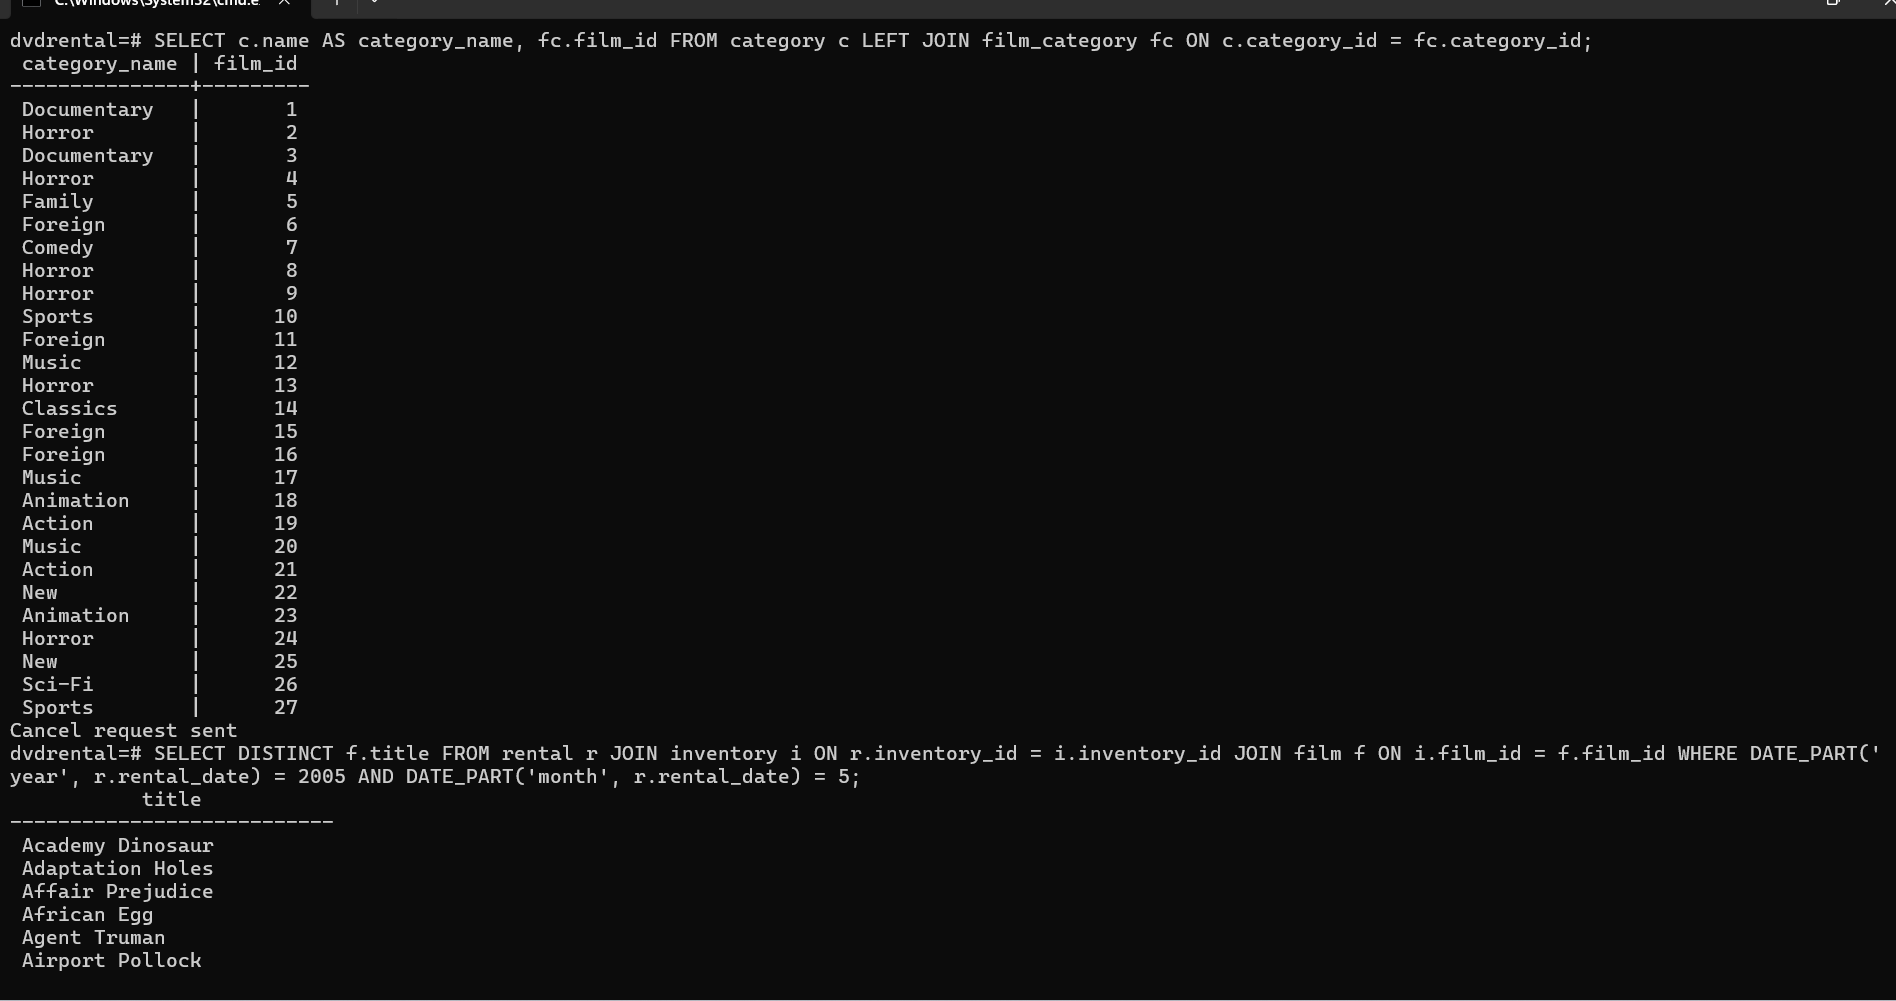 C:\Windows\System32\cmd.e
dvdrental=# SELECT c.name AS category_name, fc.film_id FROM category c LEFT JOIN film_category fc ON c.category_id = fc.category_id;
 category_name | film_id
---------------+---------
 Documentary   |       1
 Horror        |       2
 Documentary   |       3
 Horror        |       4
 Family        |       5
 Foreign       |       6
 Comedy        |       7
 Horror        |       8
 Horror        |       9
 Sports        |      10
 Foreign       |      11
 Music         |      12
 Horror        |      13
 Classics      |      14
 Foreign       |      15
 Foreign       |      16
 Music         |      17
 Animation     |      18
 Action        |      19
 Music         |      20
 Action        |      21
 New           |      22
 Animation     |      23
 Horror        |      24
 New           |      25
 Sci-Fi        |      26
 Sports        |      27
Cancel request sent
dvdrental=# SELECT DISTINCT f.title FROM rental r JOIN inventory i ON r.inventory_id = i.inventory_id JOIN film f ON i.film_id = f.film_id WHERE DATE_PART('
year', r.rental_date) = 2005 AND DATE_PART('month', r.rental_date) = 5;
           title
---------------------------
 Academy Dinosaur
 Adaptation Holes
 Affair Prejudice
 African Egg
 Agent Truman
 Airport Pollock